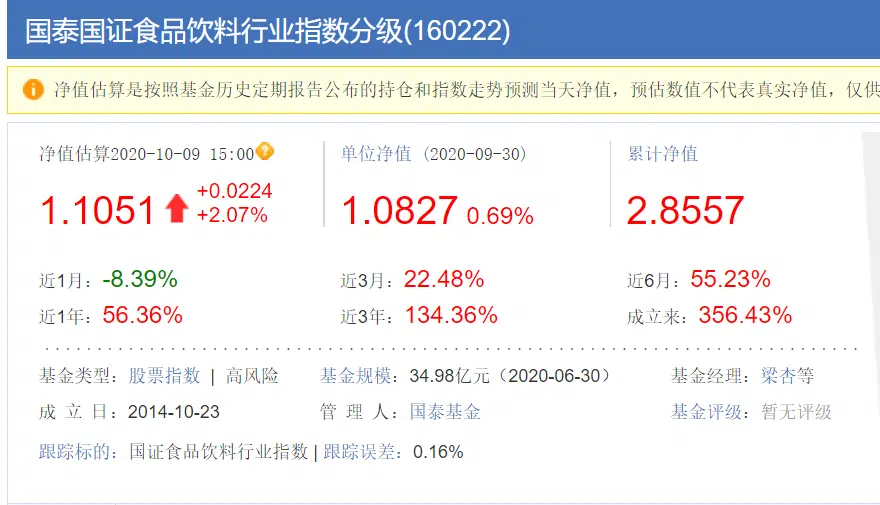 国泰国证食品饮料行业指数分级(160222)
净值估算是按照基金历史定期报告公布的持仓和指数走势预测当天净值，预估数值不代表真实净值，仅供
净值估算2020-10-09 15:00 单位净值 (2020-09-30) 累计净值
1.1051 +0.0224 +2.07% 1.0827 0.69% 2.8557
近1月： -8.39% 近3月： 22.48% 近6月： 55.23%
近1年： 56.36% 近3年： 134.36% 成立来： 356.43%
基金类型：股票指数 | 高风险 基金规模：34.98亿元（2020-06-30） 基金经理：梁杏等
成 立 日：2014-10-23 管 理 人：国泰基金 基金评级：暂无评级
跟踪标的：国证食品饮料行业指数 | 跟踪误差：0.16%